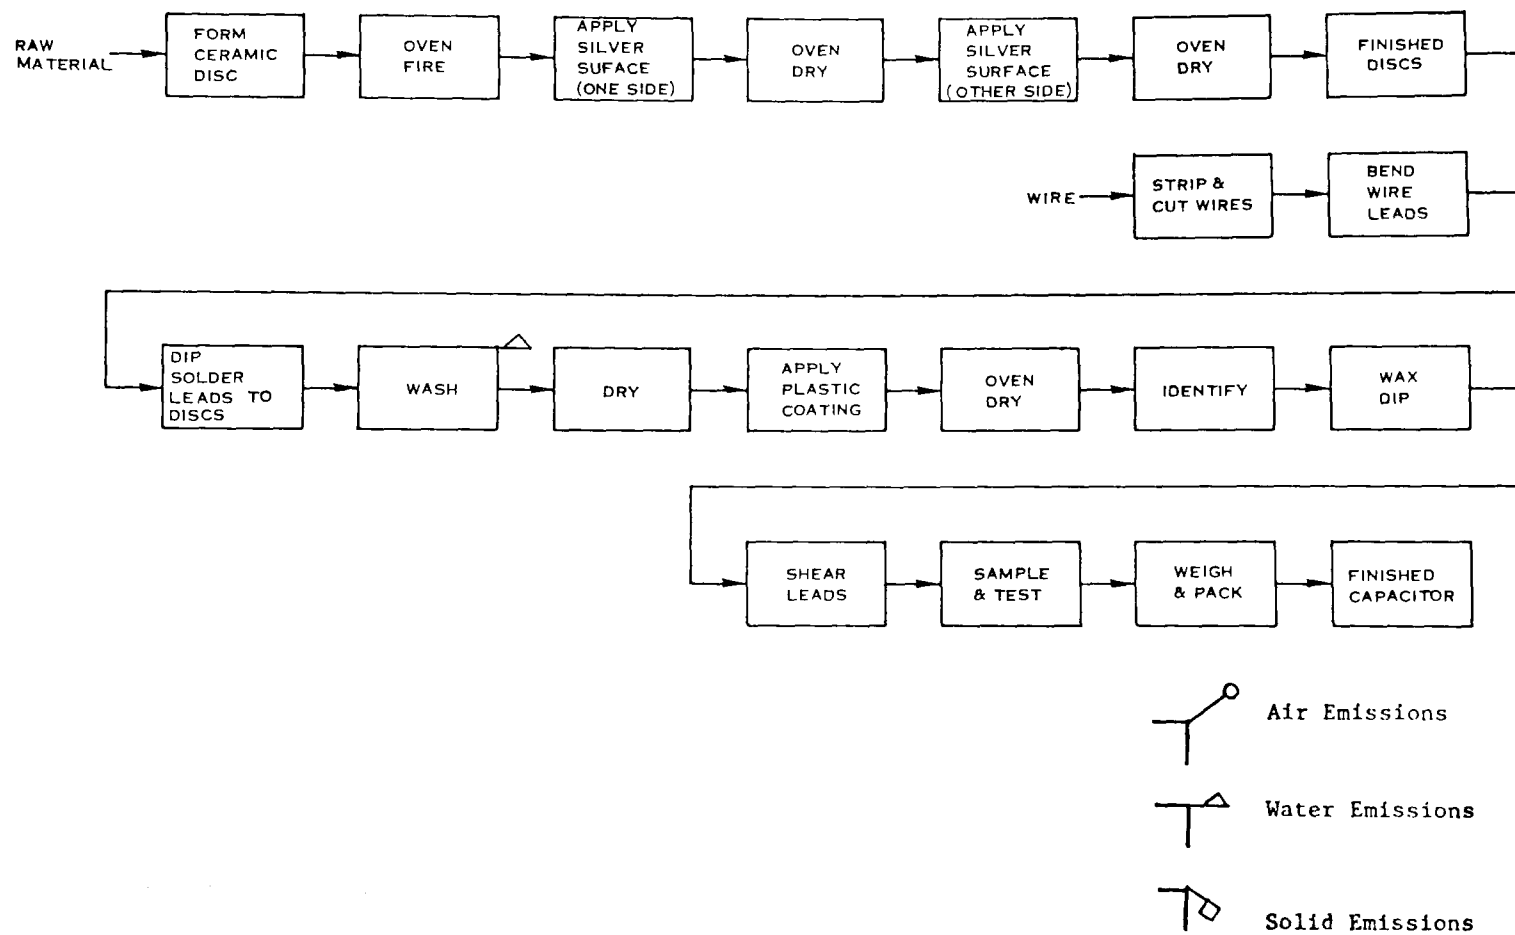 RAW
MATERIAL
FORM
CERAMIC
DISC
OVEN
FIRE
APPLY
SILVER
SUFACE
(ONE SIDE)
OVEN
DRY
APPLY
SILVER
SURFACE
(OTHER SIDE)
OVEN
DRY
FINISHED
DISCS
WIRE
STRIP &
CUT WIRES
BEND
WIRE
LEADS
DIP
SOLDER
LEADS TO
DISCS
WASH
DRY
APPLY
PLASTIC
COATING
OVEN
DRY
IDENTIFY
WAX
DIP
SHEAR
LEADS
SAMPLE
& TEST
WEIGH
& PACK
FINISHED
CAPACITOR
Air Emissions
Water Emissions
Solid Emissions